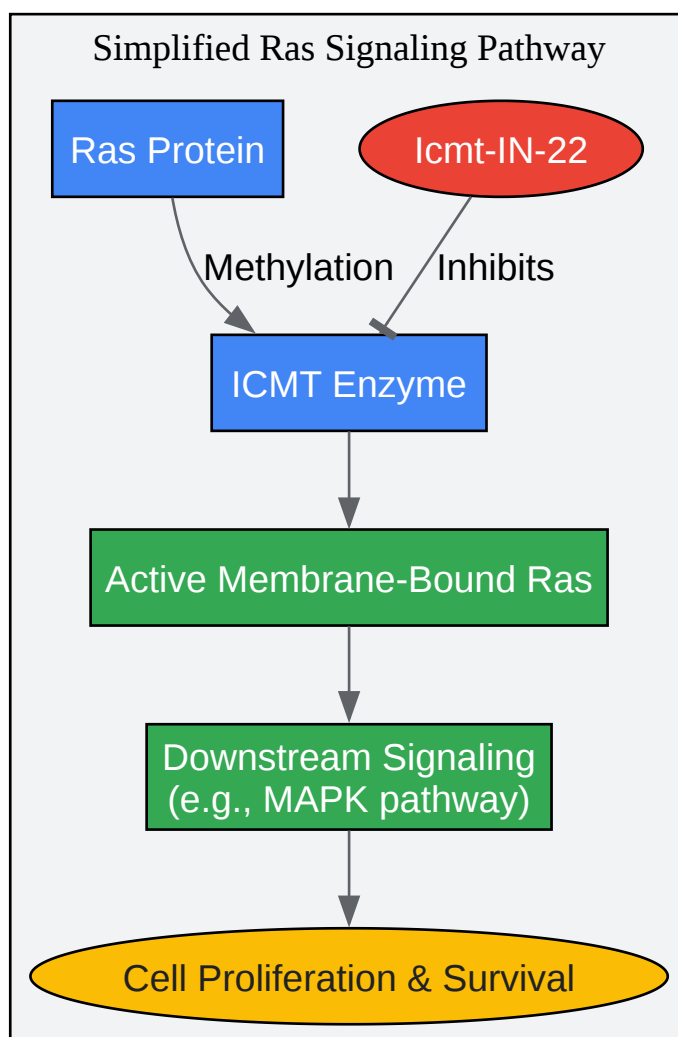 Simplified Ras Signaling Pathway
Ras Protein
Icmt-IN-22
Methylation
Inhibits
ICMT Enzyme
Active Membrane-Bound Ras
Downstream Signaling
(e.g., MAPK pathway)
Cell Proliferation & Survival